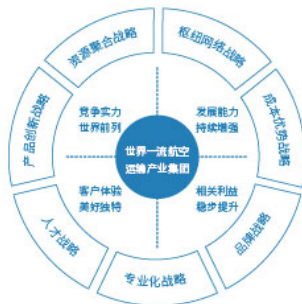 资源聚合战略
枢纽网络战略
产品创新战略
成本优势战略
竞争实力
世界前列
发展能力
持续增强
世界一流航空
运输产业集团
客户体验
美好独特
相关利益
稳步提升
人才战略
品牌战略
专业化战略